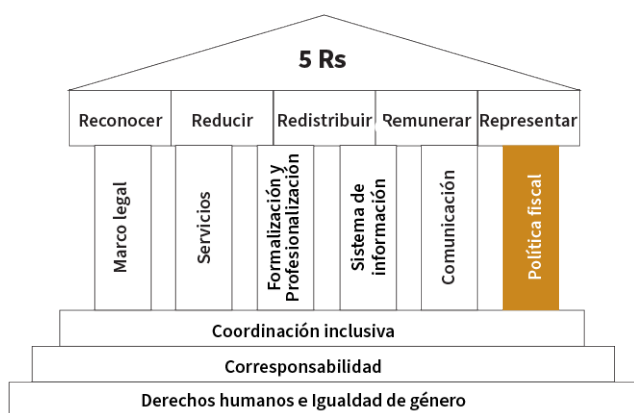 5 Rs
Reconocer
Reducir
Redistribuir
Remunerar
Representar
Marco legal
Servicios
Formalización y
Profesionalización
Sistema de
información
Comunicación
Política fiscal
Coordinación inclusiva
Corresponsabilidad
Derechos humanos e Igualdad de género